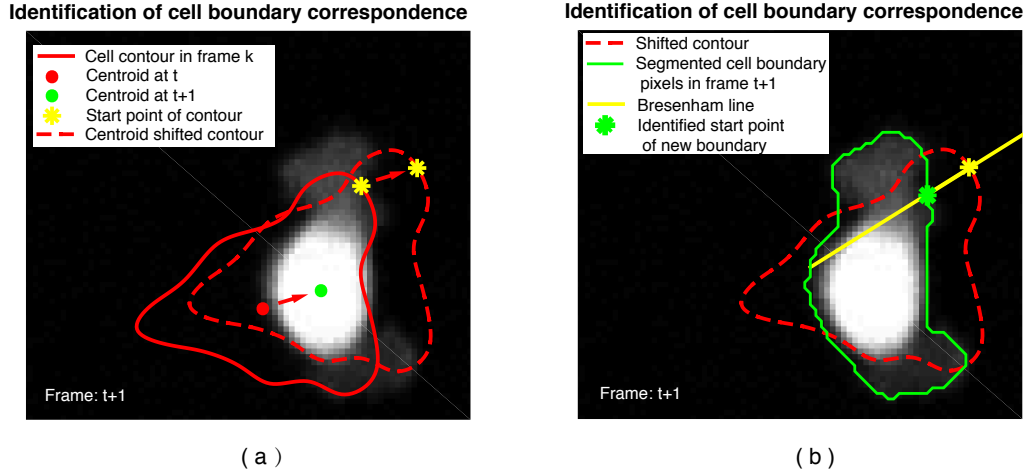 Identification of cell boundary correspondence
Cell contour in frame k
Centroid at t
Centroid at t+1
Start point of contour
Centroid shifted contour
Frame: t+1
( a )
Identification of cell boundary correspondence
Shifted contour
Segmented cell boundary
pixels in frame t+1
Bresenham line
Identified start point
of new boundary
Frame: t+1
( b )